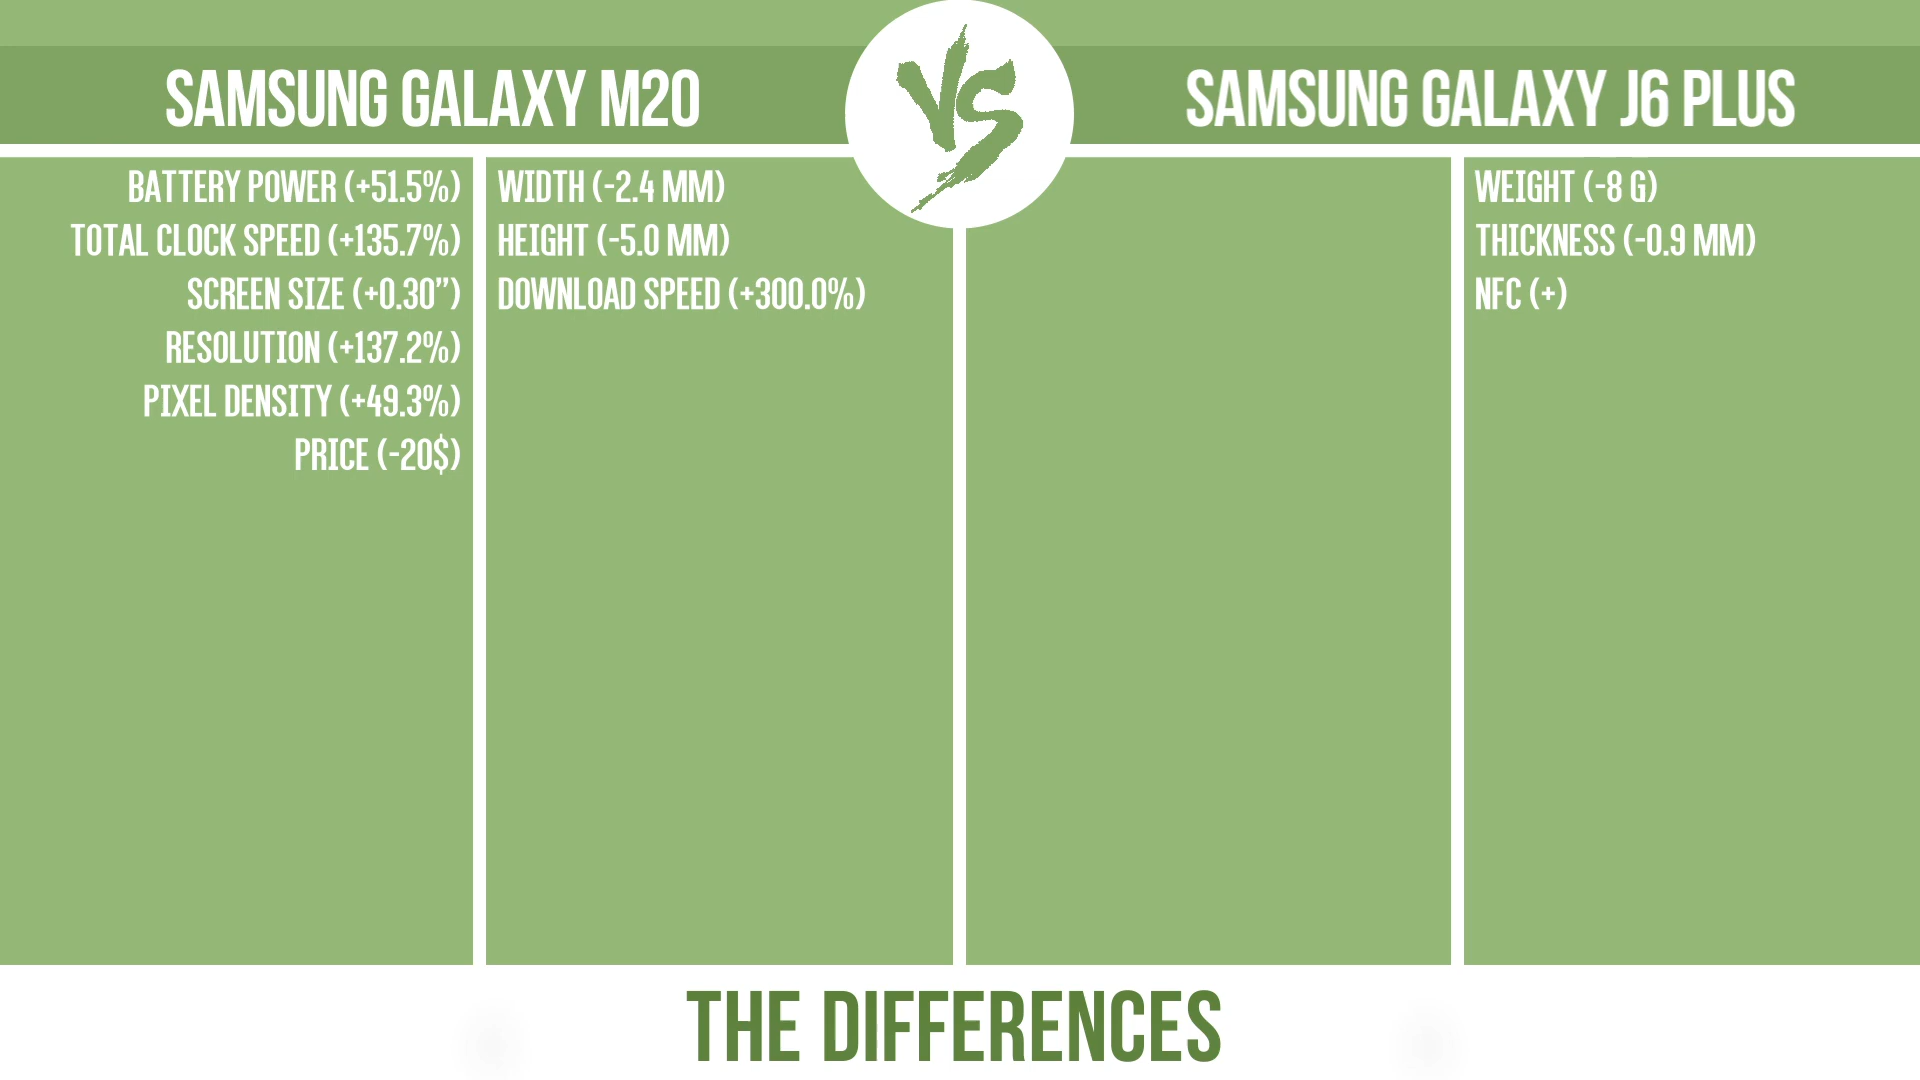 SAMSUNG GALAXY M20
VS
SAMSUNG GALAXY J6 PLUS
BATTERY POWER (+51.5%)
TOTAL CLOCK SPEED (+135.7%)
SCREEN SIZE (+0.30”)
RESOLUTION (+137.2%)
PIXEL DENSITY (+49.3%)
PRICE (-20$)
WIDTH (-2.4 MM)
HEIGHT (-5.0 MM)
DOWNLOAD SPEED (+300.0%)
WEIGHT (-8 G)
THICKNESS (-0.9 MM)
NFC (+)
THE DIFFERENCES